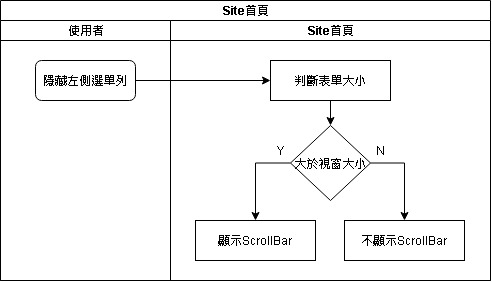 Site首頁
使用者
Site首頁
隱藏左側選單列
判斷表單大小
大於視窗大小
Y
N
顯示ScrollBar
不顯示ScrollBar